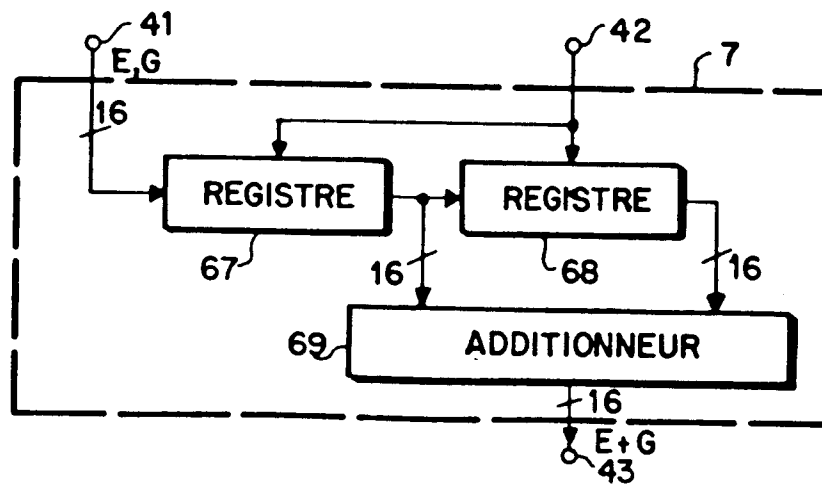 41
E,G
42
7
16
REGISTRE
REGISTRE
67
68
16
16
69
ADDITIONNEUR
16
E+G
43